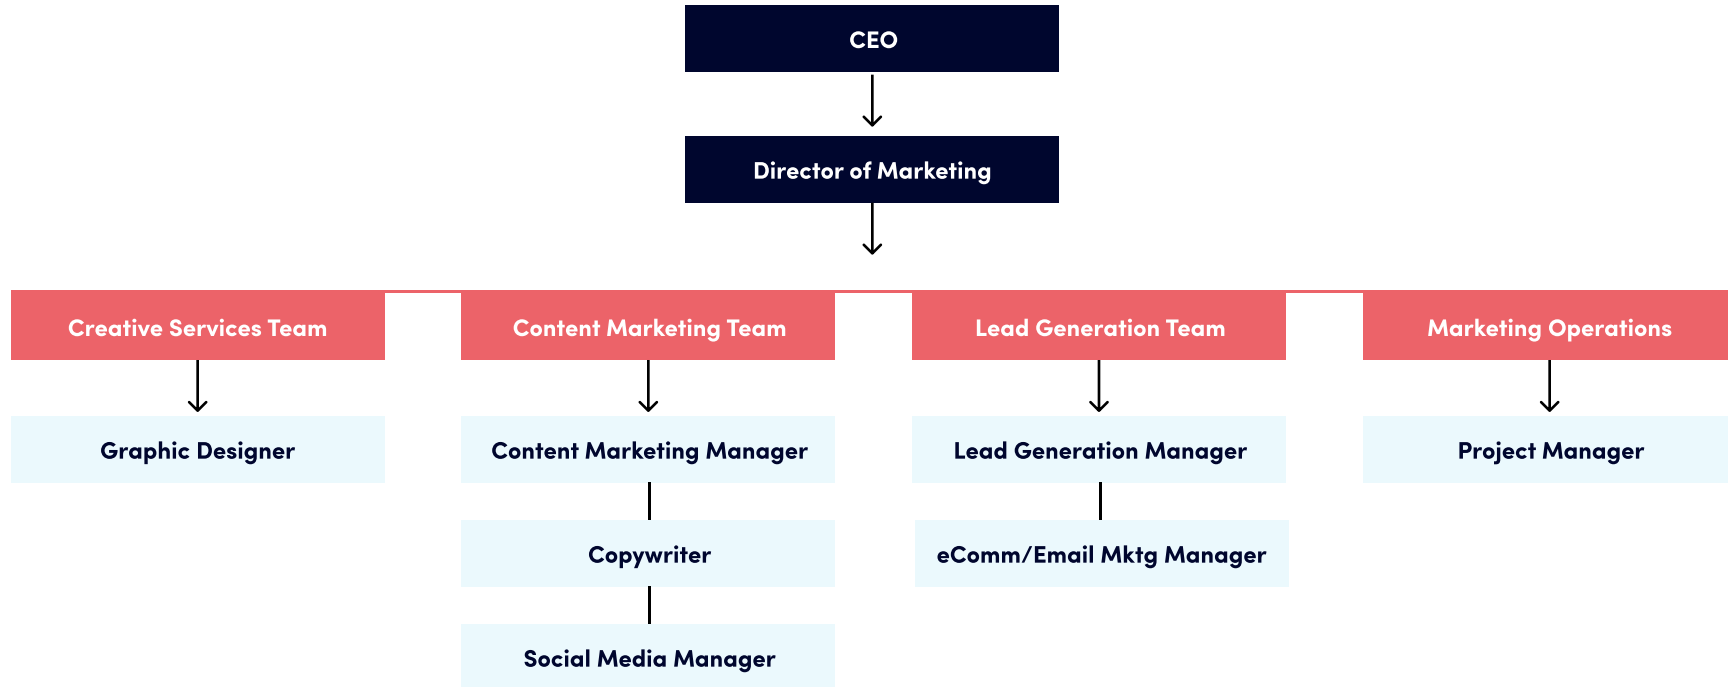 CEO
Director of Marketing
Creative Services Team
Content Marketing Team
Lead Generation Team
Marketing Operations
Graphic Designer
Content Marketing Manager
Lead Generation Manager
Project Manager
Copywriter
eComm/Email Mktg Manager
Social Media Manager